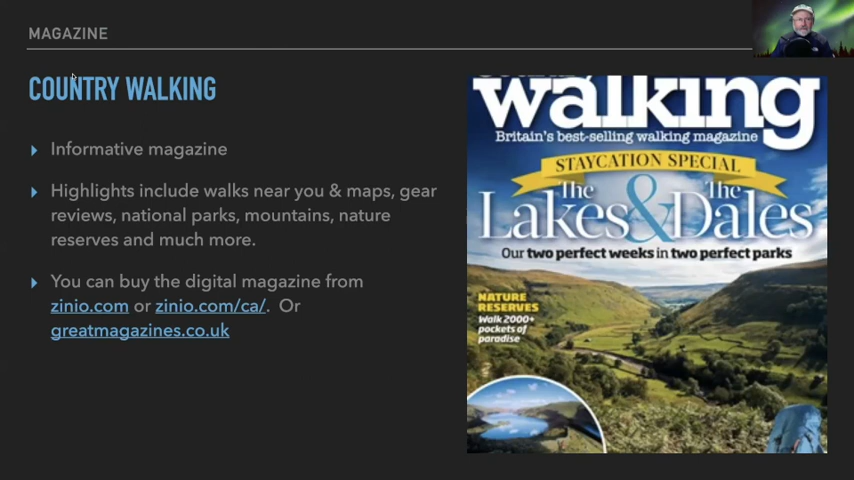 MAGAZINE
COUNTRY WALKING
Informative magazine
Highlights include walks near you & maps, gear
reviews, national parks, mountains, nature
reserves and much more.
You can buy the digital magazine from
zinio.com or zinio.com/ca/. Or
greatmagazines.co.uk
walking
Britain's best-selling walking magazine
STAYCATION SPECIAL
The Lakes & The Dales
Our two perfect weeks in two perfect parks
NATURE
RESERVES
Walk 2000+
pockets of
paradise